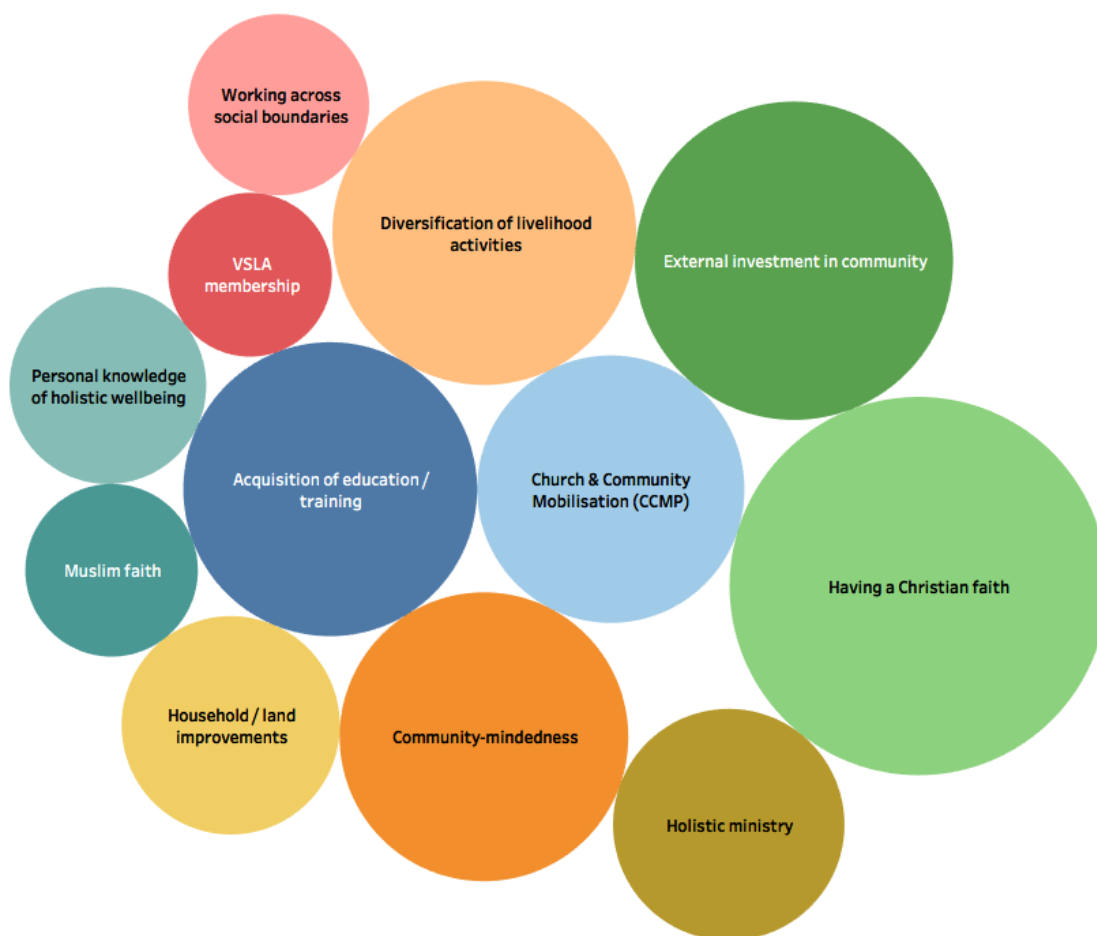 Working across
social boundaries
Diversification of livelihood
activities
External investment in community
VSLA
membership
Personal knowledge
of holistic wellbeing
Acquisition of education /
training
Church & Community
Mobilisation (CCMP)
Muslim faith
Having a Christian faith
Household / land
improvements
Community-mindedness
Holistic ministry